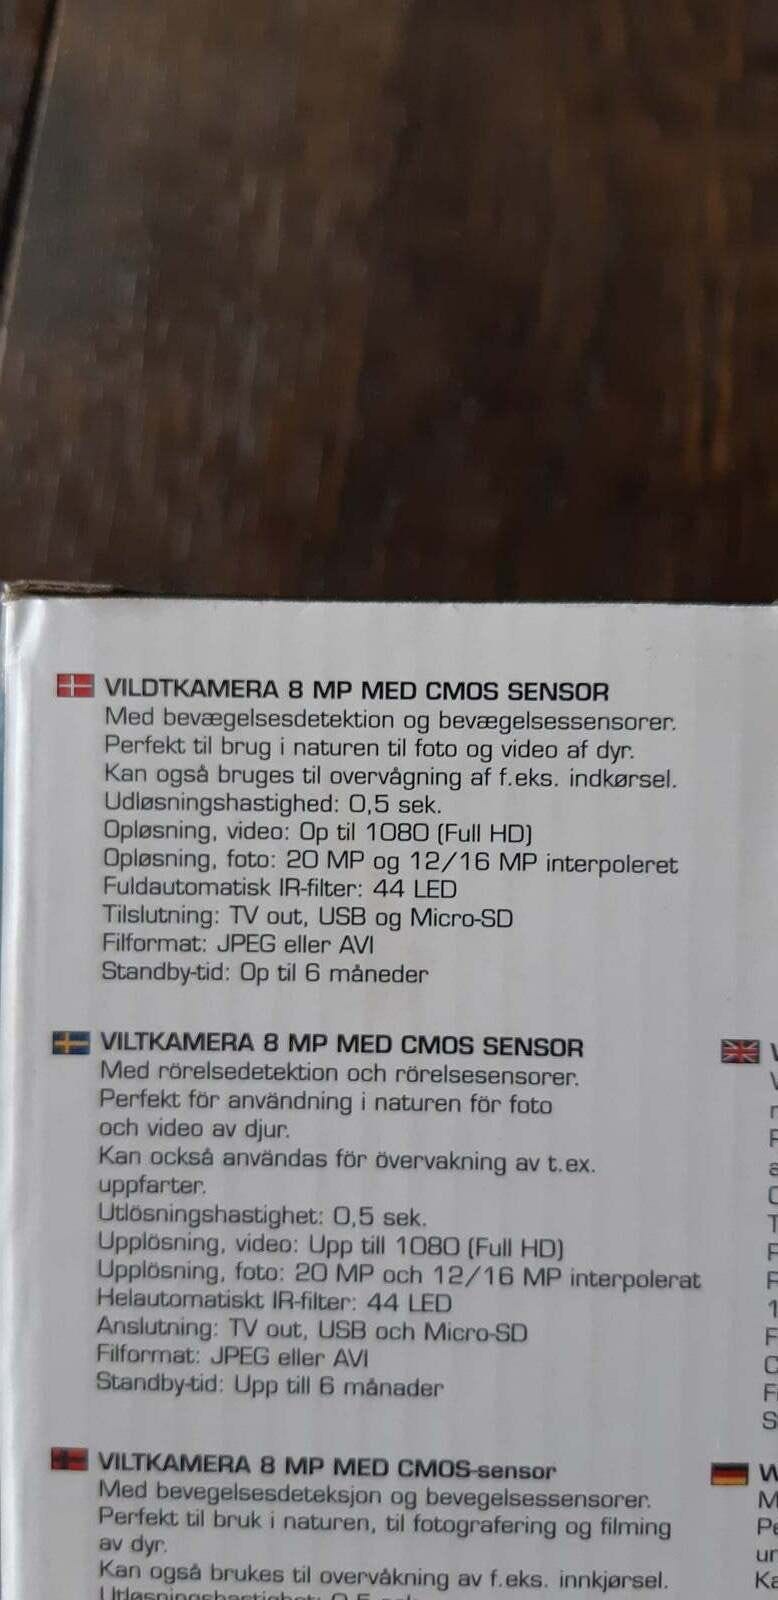 VILDTKAMERA 8 MP MED CMOS SENSOR
Med bevægelsesdetektion og bevægelsessensorer.
Perfekt til brug i naturen til foto og video af dyr.
Kan også bruges til overvågning af f.eks. indkørsel.
Udløsningshastighed: 0,5 sek.
Opløsning, video: Op til 1080 (Full HD)
Opløsning, foto: 20 MP og 12/16 MP interpoleret
Fuldautomatisk IR-filter: 44 LED
Tilslutning: TV out, USB og Micro-SD
Filformat: JPEG eller AVI
Standby-tid: Op til 6 måneder
VILTKAMERA 8 MP MED CMOS SENSOR
Med rörelsedetektion och rörelsesensorer.
Perfekt för användning i naturen för foto
och video av djur.
Kan också användas för övervakning av t.ex.
uppfarter.
Utlösningshastighet: 0,5 sek.
Upplösning, video: Upp till 1080 (Full HD)
Upplösning, foto: 20 MP och 12/16 MP interpolerat
Helautomatiskt IR-filter: 44 LED
Anslutning: TV out, USB och Micro-SD
Filformat: JPEG eller AVI
Standby-tid: Upp till 6 månader
VILTKAMERA 8 MP MED CMOS-sensor
Med bevegelsesdeteksjon og bevegelsessensorer.
Perfekt til bruk i naturen, til fotografering og filming
av dyr.
Kan også brukes til overvåkning av f.eks. innkjørsel.
Utløsningshastighet: 0,5 sek.